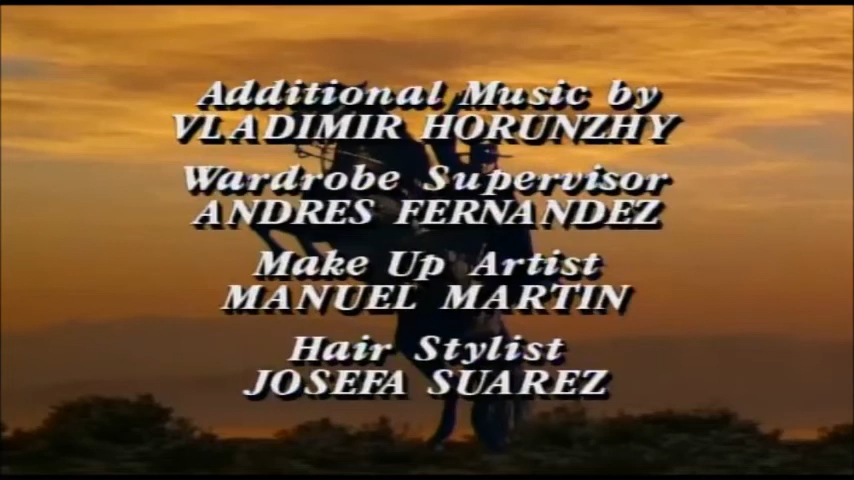 Additional Music by
VLADIMIR HORUNZHY
Wardrobe Supervisor
ANDRES FERNANDEZ
Make Up Artist
MANUEL MARTIN
Hair Stylist
JOSEFA SUAREZ